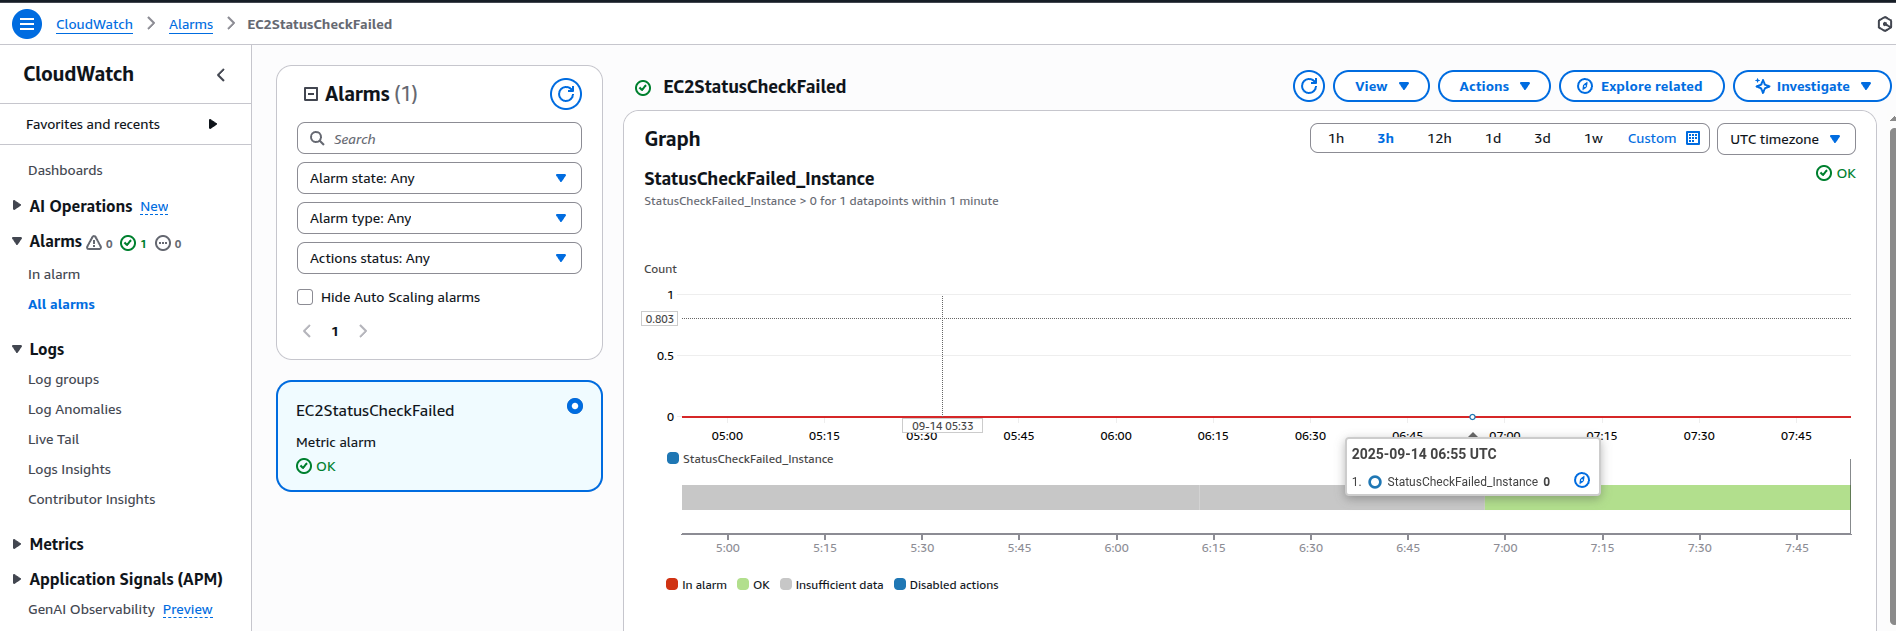 CloudWatch > Alarms > EC2StatusCheckFailed
CloudWatch
Favorites and recents
Dashboards
AI Operations New
Alarms 0 1 0
In alarm
All alarms
Logs
Log groups
Log Anomalies
Live Tail
Logs Insights
Contributor Insights
Metrics
Application Signals (APM)
GenAI Observability Preview
Alarms (1)
Search
Alarm state: Any
Alarm type: Any
Actions status: Any
Hide Auto Scaling alarms
1
EC2StatusCheckFailed
Metric alarm
OK
EC2StatusCheckFailed
View
Actions
Explore related
Investigate
Graph
1h 3h 12h 1d 3d 1w Custom
UTC timezone
StatusCheckFailed_Instance
OK
StatusCheckFailed_Instance > 0 for 1 datapoints within 1 minute
Count
1
0.803
0.5
0
09-14 05:33
05:00 05:15 05:30 05:45 06:00 06:15 06:30 06:45 07:00 07:15 07:30 07:45
StatusCheckFailed_Instance
2025-09-14 06:55 UTC
1. StatusCheckFailed_Instance 0
5:00 5:15 5:30 5:45 6:00 6:15 6:30 6:45 7:00 7:15 7:30 7:45
In alarm OK Insufficient data Disabled actions